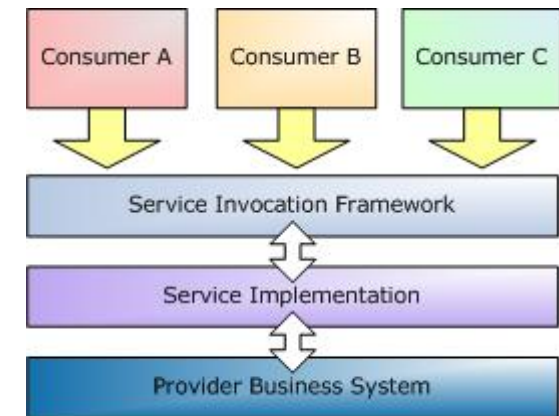 Consumer A
Consumer B
Consumer C
Service Invocation Framework
Service Implementation
Provider Business System